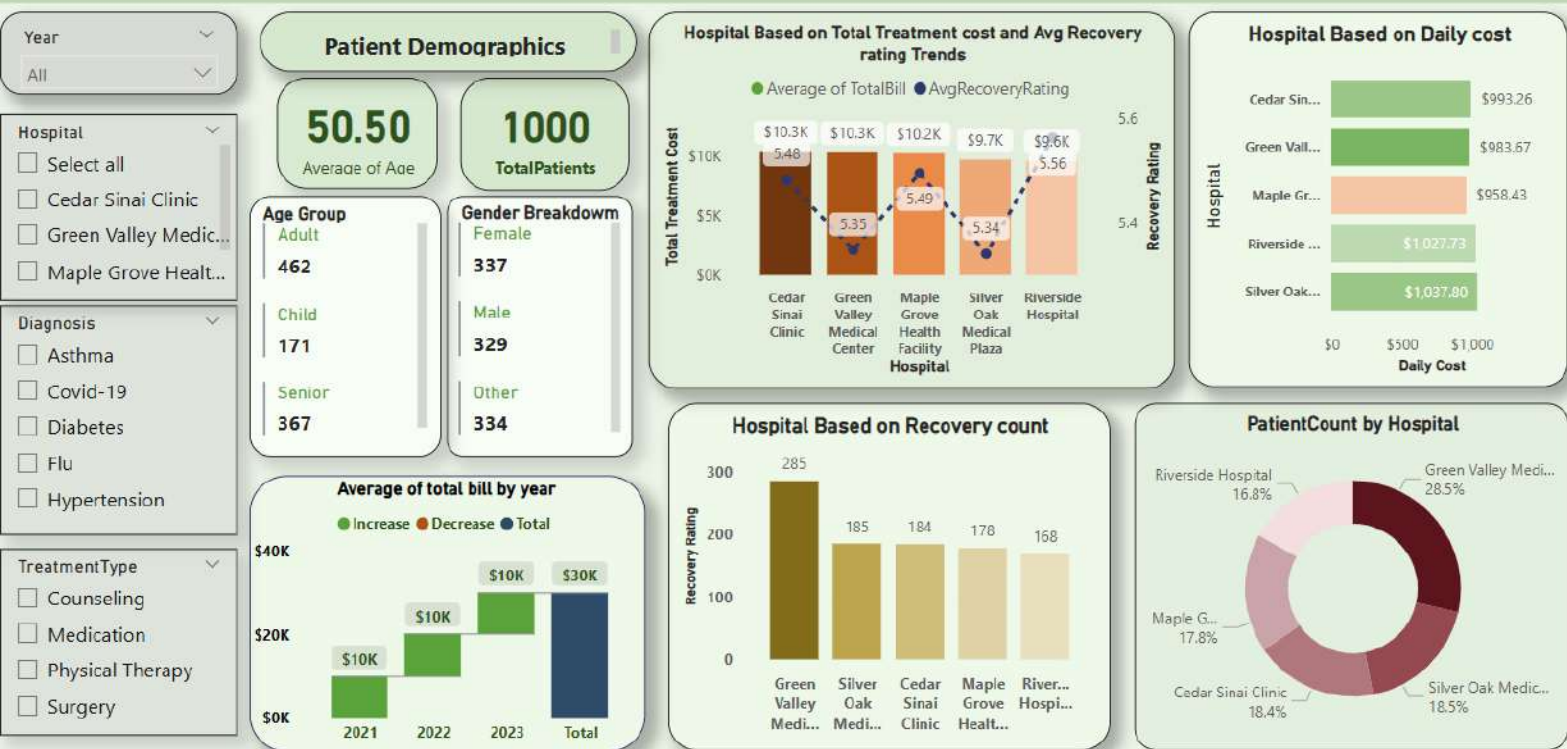 Year
All
Hospital
Select all
Cedar Sinai Clinic
Green Valley Medic...
Maple Grove Healt...
Diagnosis
Asthma
Covid-19
Diabetes
Flu
Hypertension
TreatmentType
Counseling
Medication
Physical Therapy
Surgery
Patient Demographics
50.50
Average of Age
1000
TotalPatients
Age Group
Adult
462
Child
171
Senior
367
Gender Breakdowm
Female
337
Male
329
Other
334
Average of total bill by year
Increase Decrease Total
$40K
$20K
$0K
$10K
$10K
$10K
$30K
2021 2022 2023 Total
Hospital Based on Total Treatment cost and Avg Recovery
rating Trends
Average of TotalBill AvgRecoveryRating
Total Treatment Cost
$10K
$5K
$0K
$10.3K $10.3K $10.2K $9.7K $9.6K
5.48 5.35 5.49 5.34 5.56
5.6
5.4
Recovery Rating
Cedar
Sinai
Clinic
Green
Valley
Medical
Center
Maple
Grove
Health
Facility
Silver
Oak
Medical
Plaza
Riverside
Hospital
Hospital
Hospital Based on Daily cost
Hospital
Cedar Sin... $993.26
Green Vall... $983.67
Maple Gr... $958.43
Riverside ... $1,027.73
Silver Oak... $1,037.80
$0 $500 $1,000
Daily Cost
Hospital Based on Recovery count
Recovery Rating
300
200
100
0
285 185 184 178 168
Green
Valley
Medi...
Silver
Oak
Medi...
Cedar
Sinai
Clinic
Maple
Grove
Healt...
River...
Hospi...
PatientCount by Hospital
Riverside Hospital
16.8%
Green Valley Medi...
28.5%
Maple G...
17.8%
Cedar Sinai Clinic
18.4%
Silver Oak Medic...
18.5%